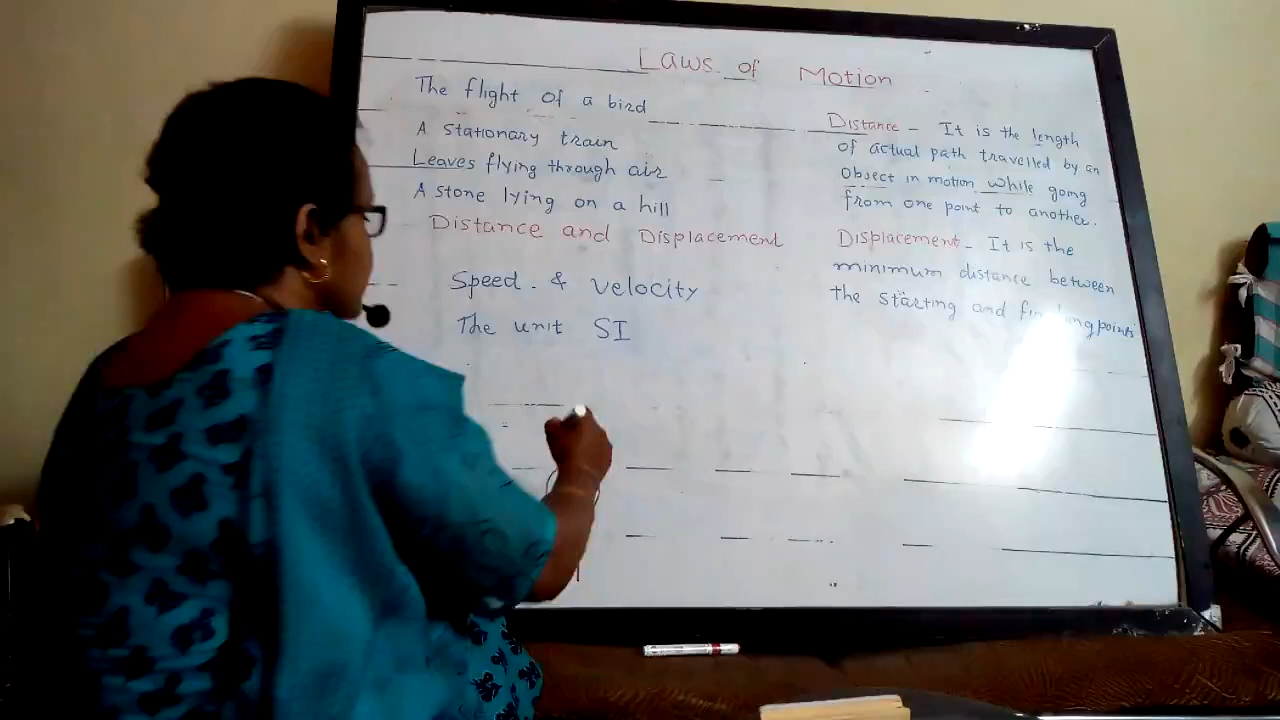 Laws of Motion
The flight of a bird
A stationary train
Leaves flying through air
A stone lying on a hill
Distance and Displacement
Speed & velocity
The unit SI
Distance - It is the length
of actual path travelled by an
object in motion while going
from one point to another.
Displacement - It is the
minimum distance between
the starting and points